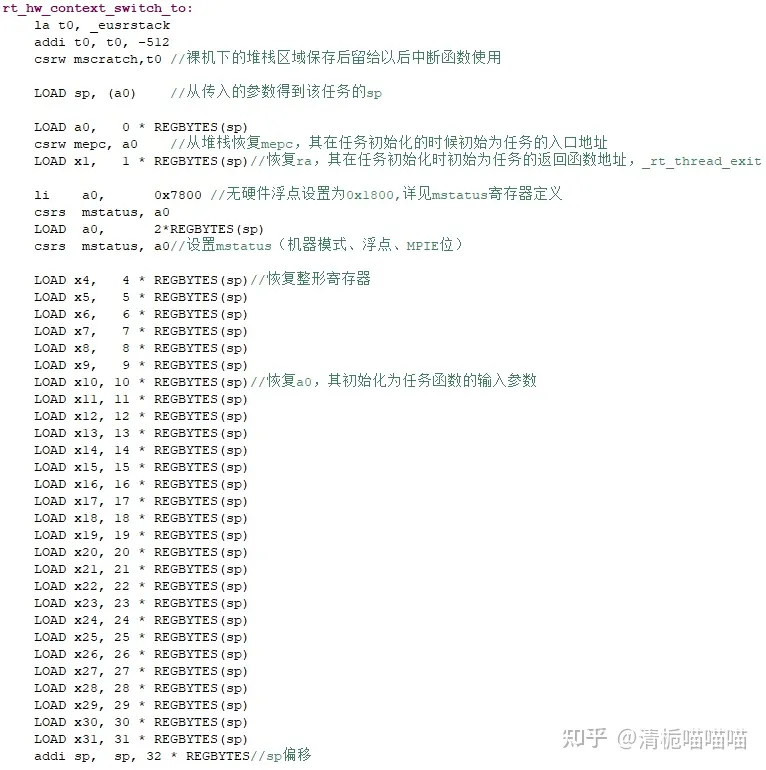 rt_hw_context_switch_to:
    la t0, _eusrstack
    addi t0, t0, -512
    csrw mscratch,t0 //裸机下的堆栈区域保存后留给以后中断函数使用
    LOAD sp, (a0)    //从传入的参数得到该任务的sp
    LOAD a0,   0 * REGBYTES(sp)
    csrw mepc, a0    //从堆栈恢复mepc，其在任务初始化的时候初始为任务的入口地址
    LOAD x1,   1 * REGBYTES(sp)//恢复ra，其在任务初始化时初始为任务的返回函数地址，_rt_thread_exit
    li    a0,      0x7800 //无硬件浮点设置为0x1800,详见mstatus寄存器定义
    csrs  mstatus, a0
    LOAD  a0,      2*REGBYTES(sp)
    csrs  mstatus, a0//设置mstatus（机器模式、浮点、MPIE位）
    LOAD x4,   4 * REGBYTES(sp)//恢复整形寄存器
    LOAD x5,   5 * REGBYTES(sp)
    LOAD x6,   6 * REGBYTES(sp)
    LOAD x7,   7 * REGBYTES(sp)
    LOAD x8,   8 * REGBYTES(sp)
    LOAD x9,   9 * REGBYTES(sp)
    LOAD x10, 10 * REGBYTES(sp)//恢复a0，其初始化为任务函数的输入参数
    LOAD x11, 11 * REGBYTES(sp)
    LOAD x12, 12 * REGBYTES(sp)
    LOAD x13, 13 * REGBYTES(sp)
    LOAD x14, 14 * REGBYTES(sp)
    LOAD x15, 15 * REGBYTES(sp)
    LOAD x16, 16 * REGBYTES(sp)
    LOAD x17, 17 * REGBYTES(sp)
    LOAD x18, 18 * REGBYTES(sp)
    LOAD x19, 19 * REGBYTES(sp)
    LOAD x20, 20 * REGBYTES(sp)
    LOAD x21, 21 * REGBYTES(sp)
    LOAD x22, 22 * REGBYTES(sp)
    LOAD x23, 23 * REGBYTES(sp)
    LOAD x24, 24 * REGBYTES(sp)
    LOAD x25, 25 * REGBYTES(sp)
    LOAD x26, 26 * REGBYTES(sp)
    LOAD x27, 27 * REGBYTES(sp)
    LOAD x28, 28 * REGBYTES(sp)
    LOAD x29, 29 * REGBYTES(sp)
    LOAD x30, 30 * REGBYTES(sp)
    LOAD x31, 31 * REGBYTES(sp)
    addi sp,  sp, 32 * REGBYTES//sp偏移
知乎 @清栀喵喵喵